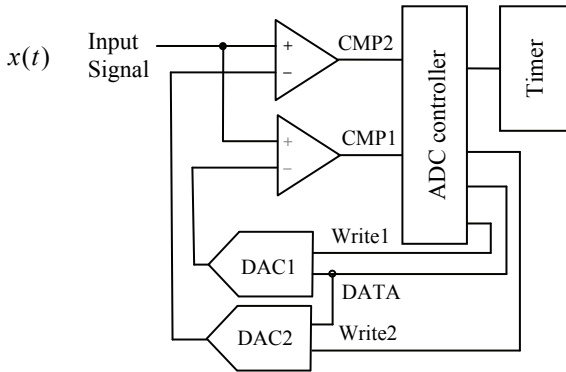 x(t)
Input
Signal
+
−
CMP2
+
−
CMP1
ADC controller
Timer
Write1
DAC1
DATA
DAC2
Write2